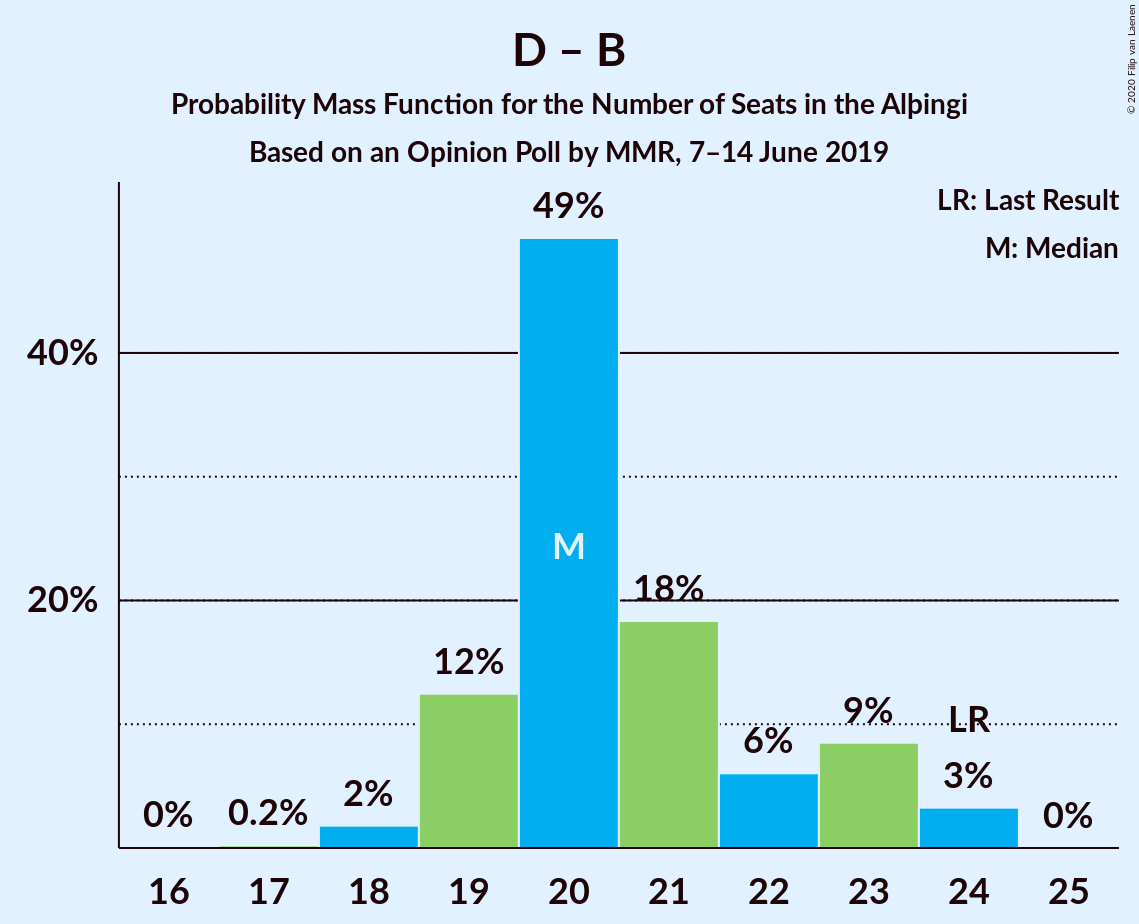 D – B
Probability Mass Function for the Number of Seats in the Alþingi
Based on an Opinion Poll by MMR, 7–14 June 2019
© 2020 Filip van Laenen
LR: Last Result
M: Median
49%
40%
M
18%
20%
12%
9%
LR
6%
3%
2%
0%
0.2%
0%
16 17 18 19 20 21 22 23 24 25